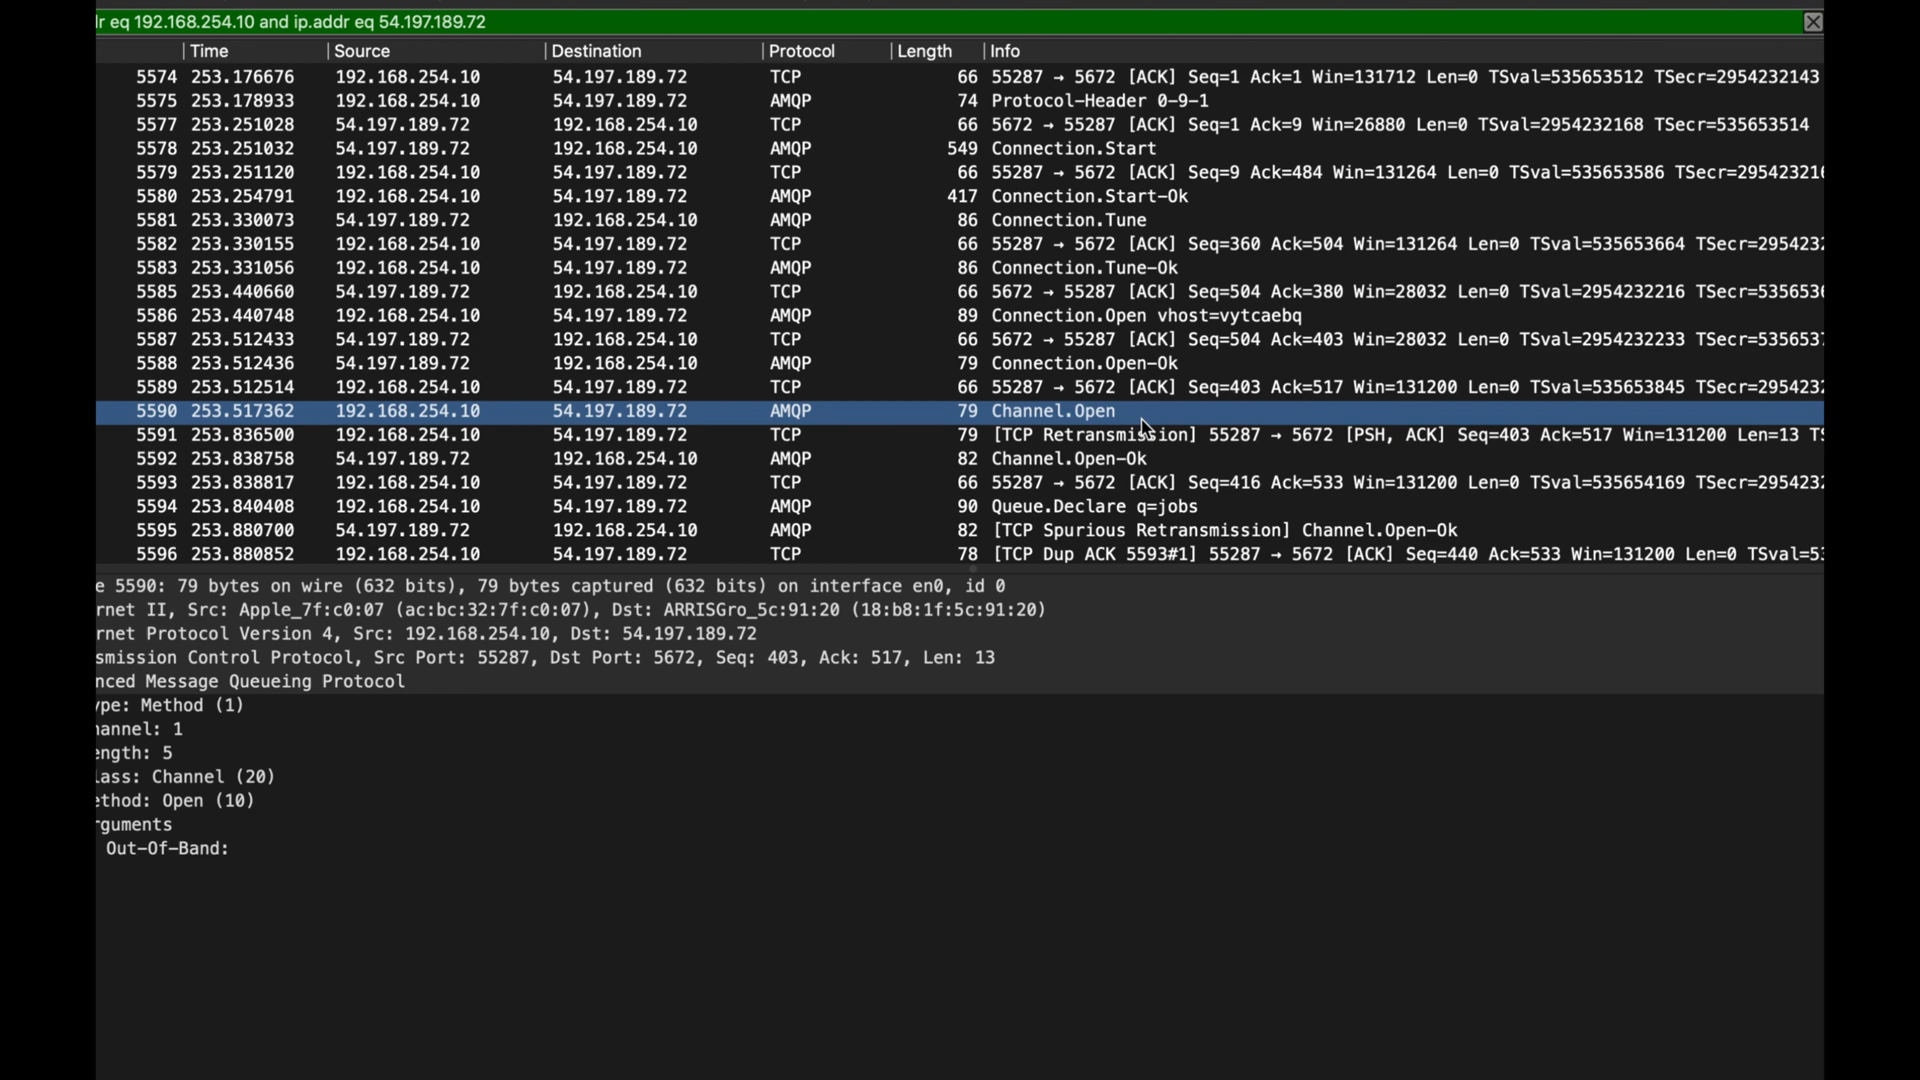 r eq 192.168.254.10 and ip.addr eq 54.197.189.72
Time Source Destination Protocol Length Info
5574 253.176676 192.168.254.10 54.197.189.72 TCP 66 55287 → 5672 [ACK] Seq=1 Ack=1 Win=131712 Len=0 TSval=535653512 TSecr=2954232143
5575 253.178933 192.168.254.10 54.197.189.72 AMQP 74 Protocol-Header 0-9-1
5577 253.251028 54.197.189.72 192.168.254.10 TCP 66 5672 → 55287 [ACK] Seq=1 Ack=9 Win=26880 Len=0 TSval=2954232168 TSecr=535653514
5578 253.251032 54.197.189.72 192.168.254.10 AMQP 549 Connection.Start
5579 253.251120 192.168.254.10 54.197.189.72 TCP 66 55287 → 5672 [ACK] Seq=9 Ack=484 Win=131264 Len=0 TSval=535653586 TSecr=295423216
5580 253.254791 192.168.254.10 54.197.189.72 AMQP 417 Connection.Start-Ok
5581 253.330073 54.197.189.72 192.168.254.10 AMQP 86 Connection.Tune
5582 253.330155 192.168.254.10 54.197.189.72 TCP 66 55287 → 5672 [ACK] Seq=360 Ack=504 Win=131264 Len=0 TSval=535653664 TSecr=2954232
5583 253.331056 192.168.254.10 54.197.189.72 AMQP 86 Connection.Tune-Ok
5585 253.440660 54.197.189.72 192.168.254.10 TCP 66 5672 → 55287 [ACK] Seq=504 Ack=380 Win=28032 Len=0 TSval=2954232216 TSecr=5356536
5586 253.440748 192.168.254.10 54.197.189.72 AMQP 89 Connection.Open vhost=vytcaebq
5587 253.512433 54.197.189.72 192.168.254.10 TCP 66 5672 → 55287 [ACK] Seq=504 Ack=403 Win=28032 Len=0 TSval=2954232233 TSecr=5356537
5588 253.512436 54.197.189.72 192.168.254.10 AMQP 79 Connection.Open-Ok
5589 253.512514 192.168.254.10 54.197.189.72 TCP 66 55287 → 5672 [ACK] Seq=403 Ack=517 Win=131200 Len=0 TSval=535653845 TSecr=2954232
5590 253.517362 192.168.254.10 54.197.189.72 AMQP 79 Channel.Open
5591 253.836500 192.168.254.10 54.197.189.72 TCP 79 [TCP Retransmission] 55287 → 5672 [PSH, ACK] Seq=403 Ack=517 Win=131200 Len=13 TS
5592 253.838758 54.197.189.72 192.168.254.10 AMQP 82 Channel.Open-Ok
5593 253.838817 192.168.254.10 54.197.189.72 TCP 66 55287 → 5672 [ACK] Seq=416 Ack=533 Win=131200 Len=0 TSval=535654169 TSecr=2954232
5594 253.840408 192.168.254.10 54.197.189.72 AMQP 90 Queue.Declare q=jobs
5595 253.880700 54.197.189.72 192.168.254.10 AMQP 82 [TCP Spurious Retransmission] Channel.Open-Ok
5596 253.880852 192.168.254.10 54.197.189.72 TCP 78 [TCP Dup ACK 5593#1] 55287 → 5672 [ACK] Seq=440 Ack=533 Win=131200 Len=0 TSval=53
e 5590: 79 bytes on wire (632 bits), 79 bytes captured (632 bits) on interface en0, id 0
rnet II, Src: Apple_7f:c0:07 (ac:bc:32:7f:c0:07), Dst: ARRISGro_5c:91:20 (18:b8:1f:5c:91:20)
rnet Protocol Version 4, Src: 192.168.254.10, Dst: 54.197.189.72
smission Control Protocol, Src Port: 55287, Dst Port: 5672, Seq: 403, Ack: 517, Len: 13
nced Message Queueing Protocol
ype: Method (1)
hannel: 1
ength: 5
lass: Channel (20)
ethod: Open (10)
rguments
Out-Of-Band: